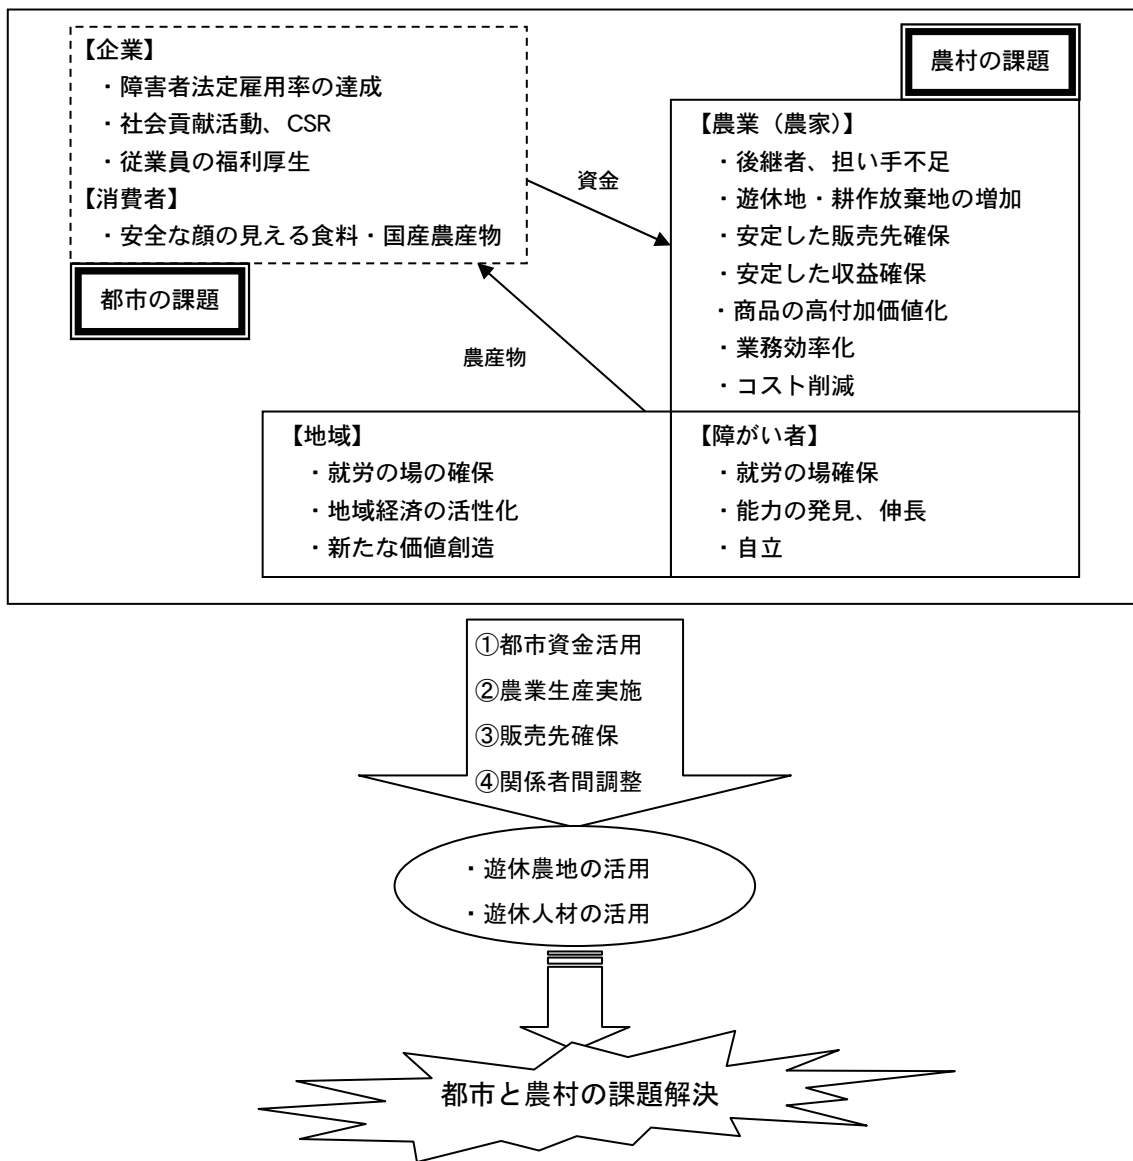 【企業】
・障害者法定雇用率の達成
・社会貢献活動、CSR
・従業員の福利厚生
【消費者】
・安全な顔の見える食料・国産農産物
都市の課題
資金
農産物
農村の課題
【農業（農家）】
・後継者、担い手不足
・遊休地・耕作放棄地の増加
・安定した販売先確保
・安定した収益確保
・商品の高付加価値化
・業務効率化
・コスト削減
【地域】
・就労の場の確保
・地域経済の活性化
・新たな価値創造
【障がい者】
・就労の場確保
・能力の発見、伸長
・自立
①都市資金活用
②農業生産実施
③販売先確保
④関係者間調整
・遊休農地の活用
・遊休人材の活用
都市と農村の課題解決